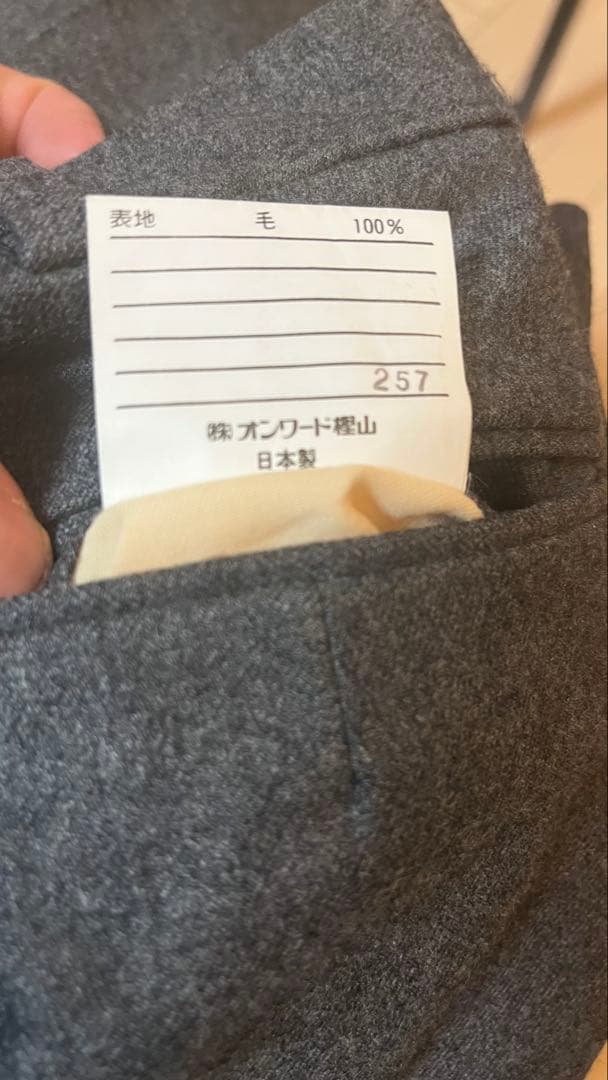 表地 毛 100%
257
㈱オンワード樫山
日本製